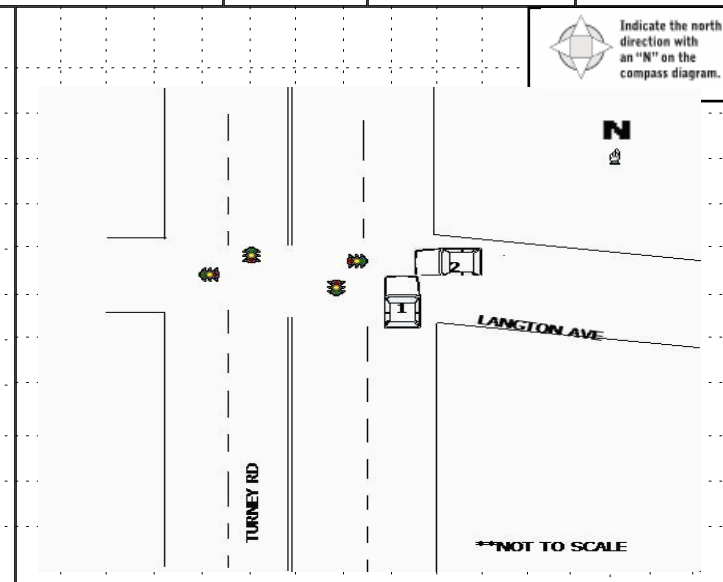 Indicate the north
direction with
an "N" on the
compass diagram.
N
2
1
LANGTON AVE
TURNEY RD
**NOT TO SCALE